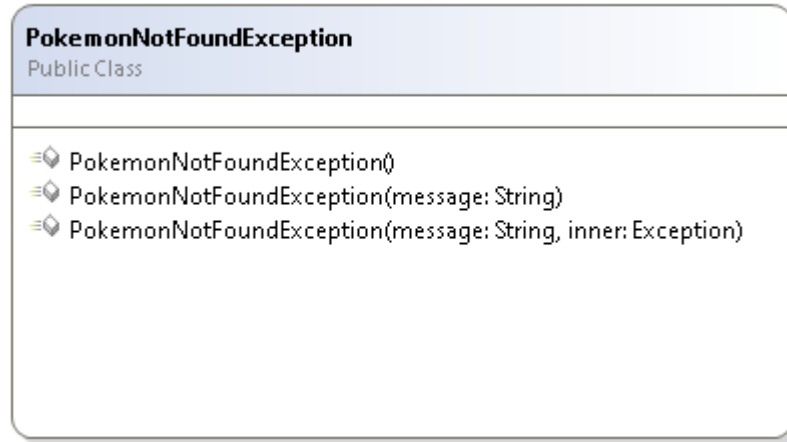 PokemonNotFoundException
Public Class
PokemonNotFoundException()
PokemonNotFoundException(message: String)
PokemonNotFoundException(message: String, inner: Exception)